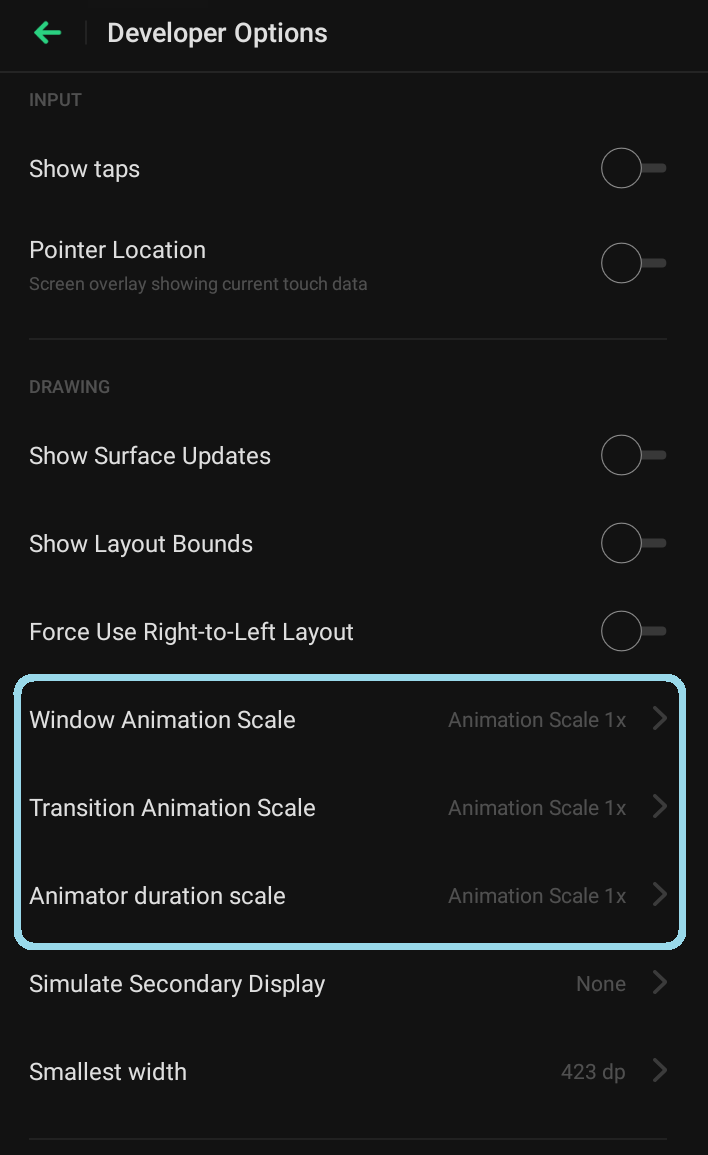 Developer Options
INPUT
Show taps
Pointer Location
Screen overlay showing current touch data
DRAWING
Show Surface Updates
Show Layout Bounds
Force Use Right-to-Left Layout
Window Animation Scale Animation Scale 1x
Transition Animation Scale Animation Scale 1x
Animator duration scale Animation Scale 1x
Simulate Secondary Display None
Smallest width 423 dp